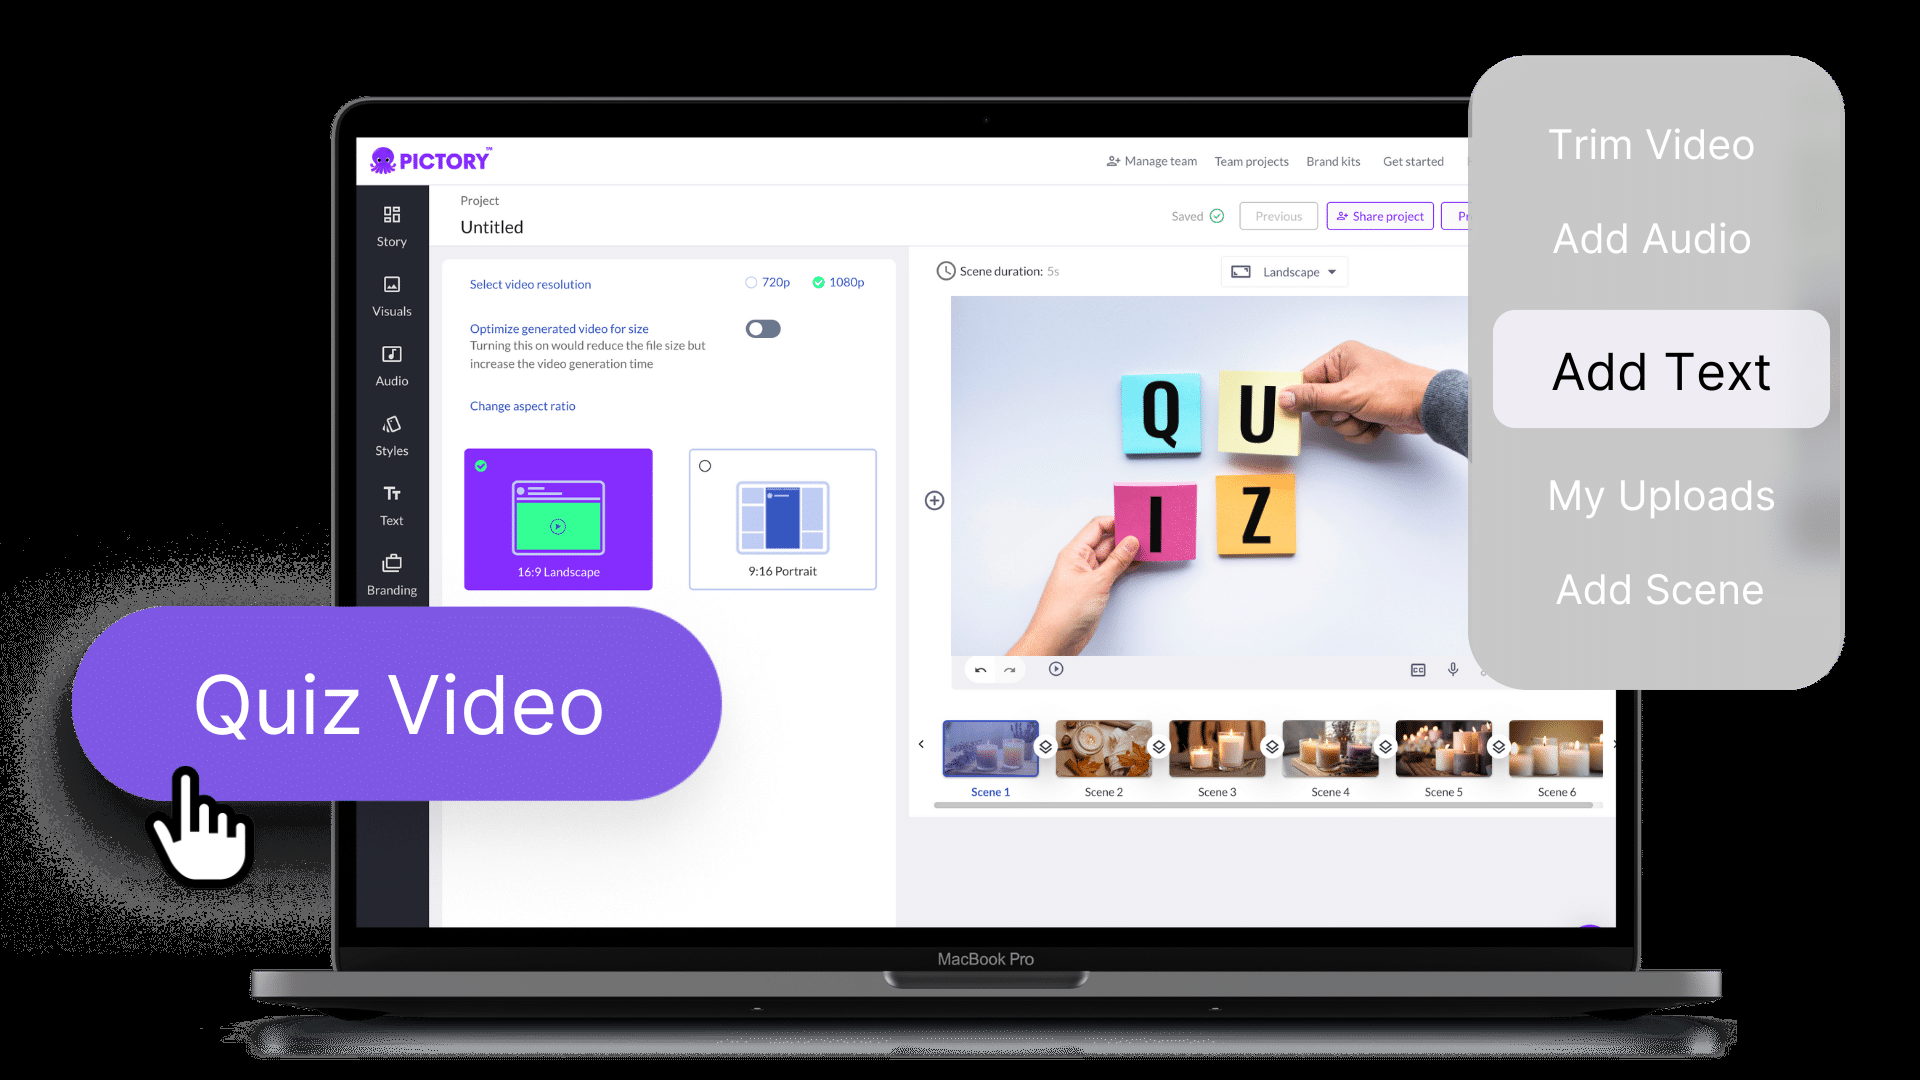 PICTORY™
Manage team
Team projects
Brand kits
Get started
Project
Untitled
Saved
Previous
Share project
Story
Visuals
Audio
Styles
Text
Branding
Select video resolution
720p
1080p
Optimize generated video for size
Turning this on would reduce the file size but
increase the video generation time
Change aspect ratio
16:9 Landscape
9:16 Portrait
Scene duration: 5s
Landscape
Q U
I Z
CC
Scene 1
Scene 2
Scene 3
Scene 4
Scene 5
Scene 6
Trim Video
Add Audio
Add Text
My Uploads
Add Scene
Quiz Video
MacBook Pro